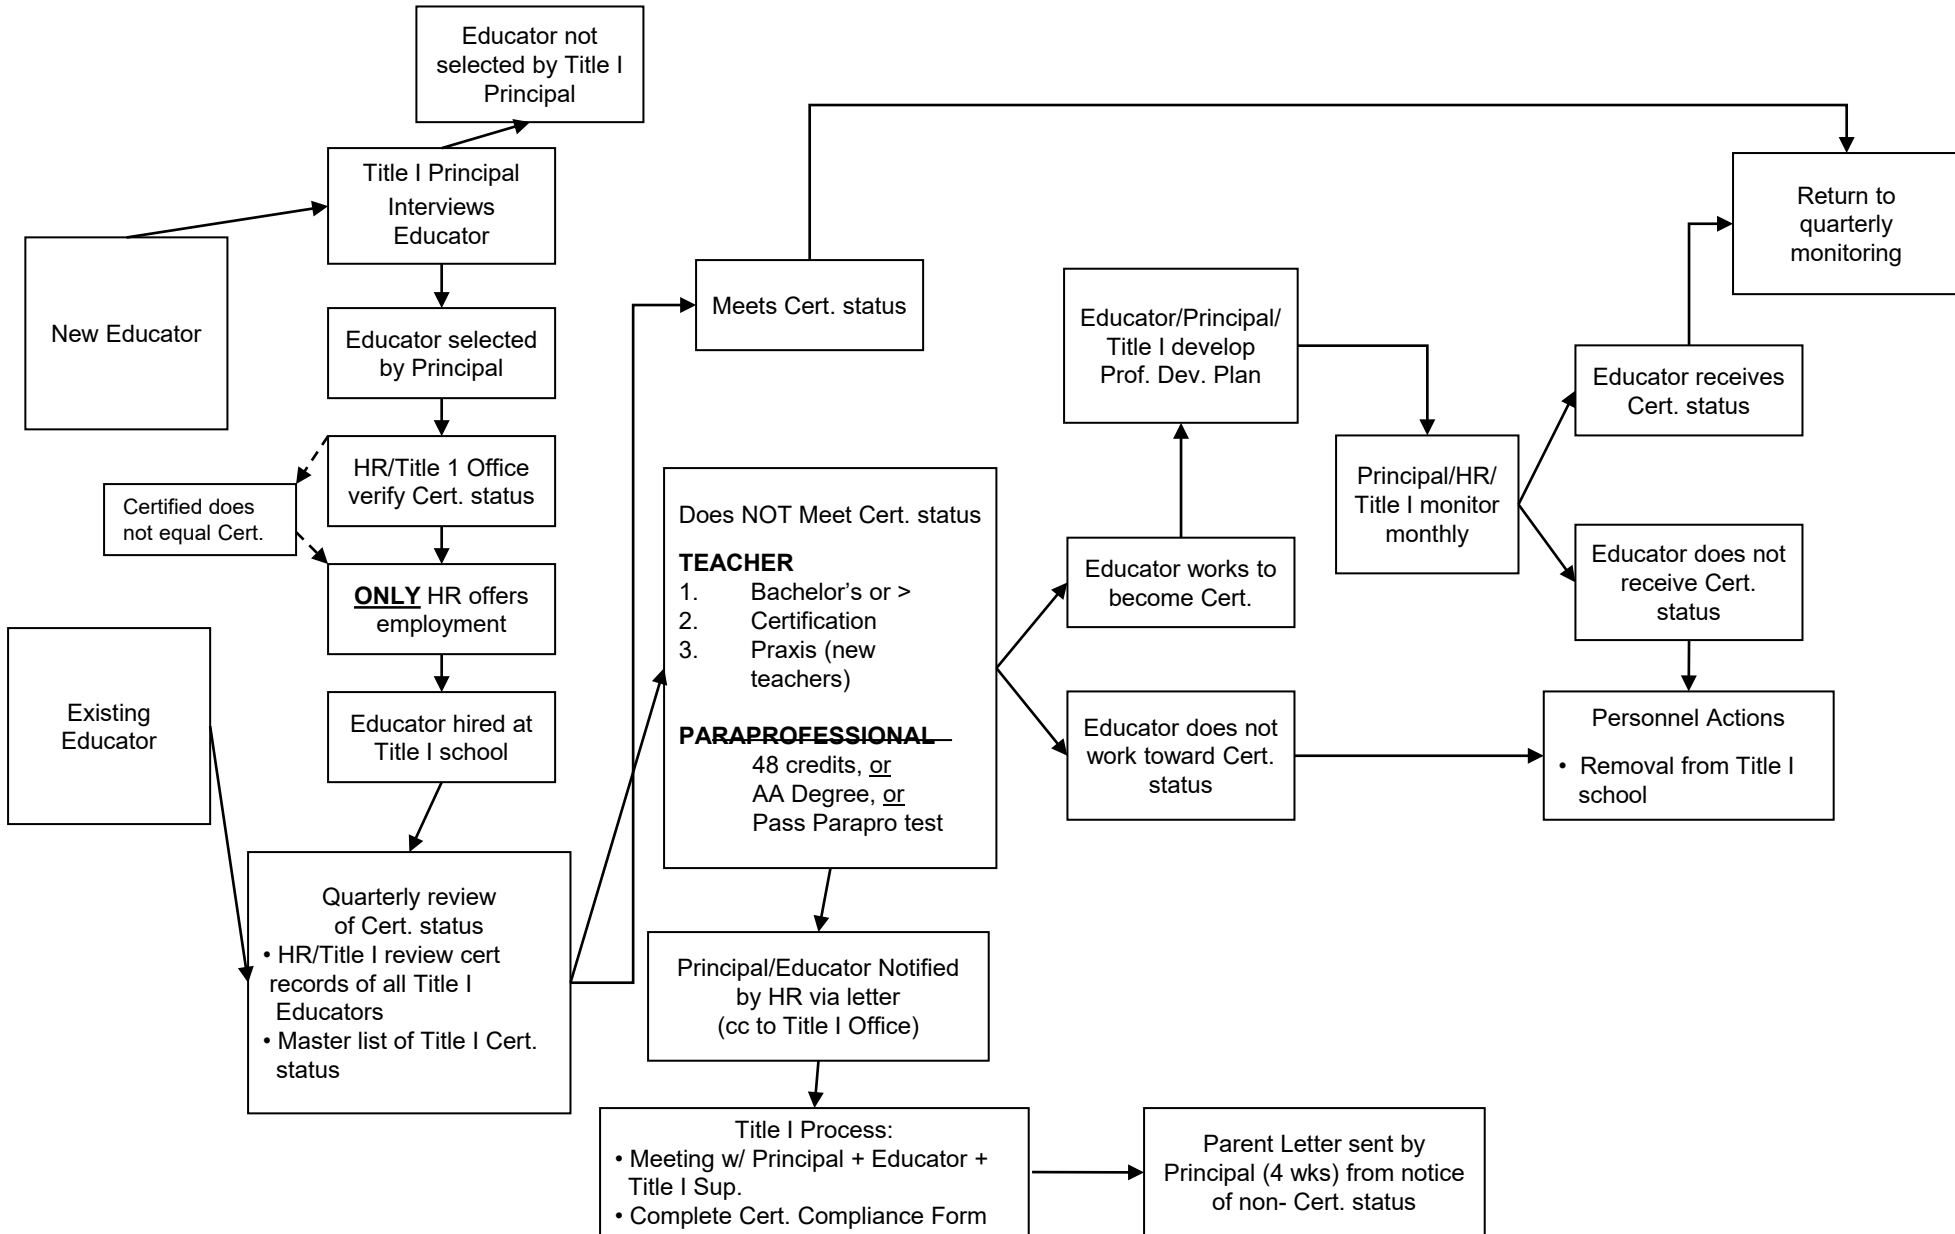 Educator not
selected by Title I
Principal
Title I Principal
Interviews
Educator
New Educator
Educator selected
by Principal
HR/Title 1 Office
verify Cert. status
Certified does
not equal Cert.
ONLY HR offers
employment
Existing
Educator
Educator hired at
Title I school
Quarterly review
of Cert. status
• HR/Title I review cert
records of all Title I
Educators
• Master list of Title I Cert.
status
Meets Cert. status
Does NOT Meet Cert. status
TEACHER
1. Bachelor’s or >
2. Certification
3. Praxis (new
teachers)
PARAPROFESSIONAL
48 credits, or
AA Degree, or
Pass Parapro test
Principal/Educator Notified
by HR via letter
(cc to Title I Office)
Title I Process:
• Meeting w/ Principal + Educator +
Title I Sup.
• Complete Cert. Compliance Form
Parent Letter sent by
Principal (4 wks) from notice
of non- Cert. status
Educator/Principal/
Title I develop
Prof. Dev. Plan
Educator works to
become Cert.
Educator does not
work toward Cert.
status
Principal/HR/
Title I monitor
monthly
Return to
quarterly
monitoring
Educator receives
Cert. status
Educator does not
receive Cert.
status
Personnel Actions
• Removal from Title I
school